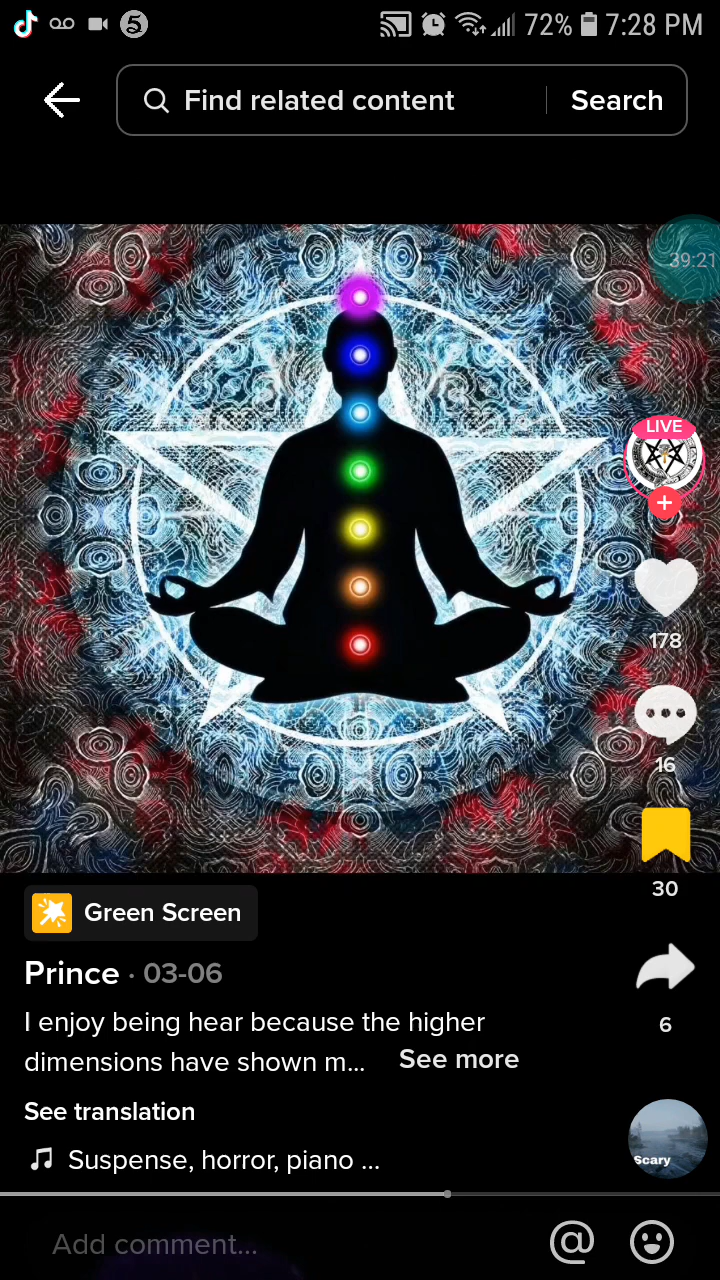 72% 7:28 PM
Find related content Search
39:21
LIVE
178
16
30
Green Screen
Prince · 03-06
I enjoy being hear because the higher
dimensions have shown m... See more
6
See translation
Suspense, horror, piano ...
Scary
Add comment...